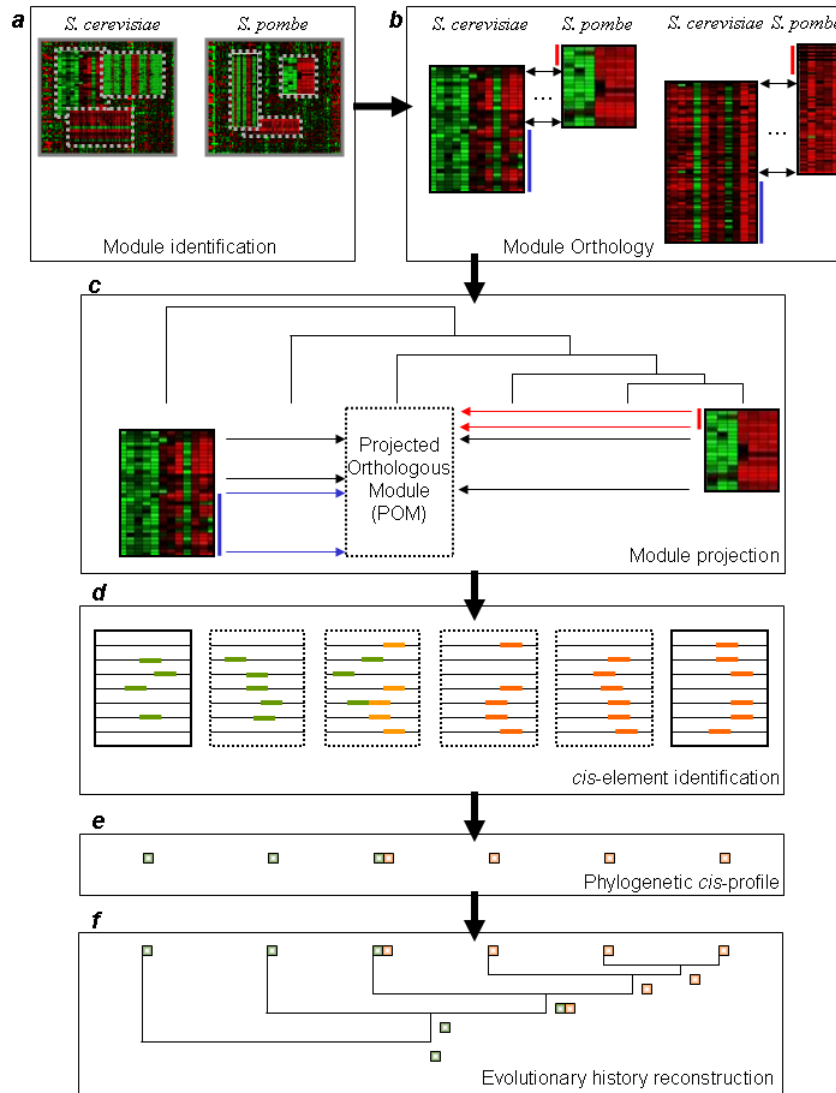 a
S. cerevisiae
S. pombe
Module identification
b
S. cerevisiae
S. pombe
...
S. cerevisiae
S. pombe
...
Module Orthology
c
Projected
Orthologous
Module
(POM)
Module projection
d
cis-element identification
e
Phylogenetic cis-profile
f
Evolutionary history reconstruction